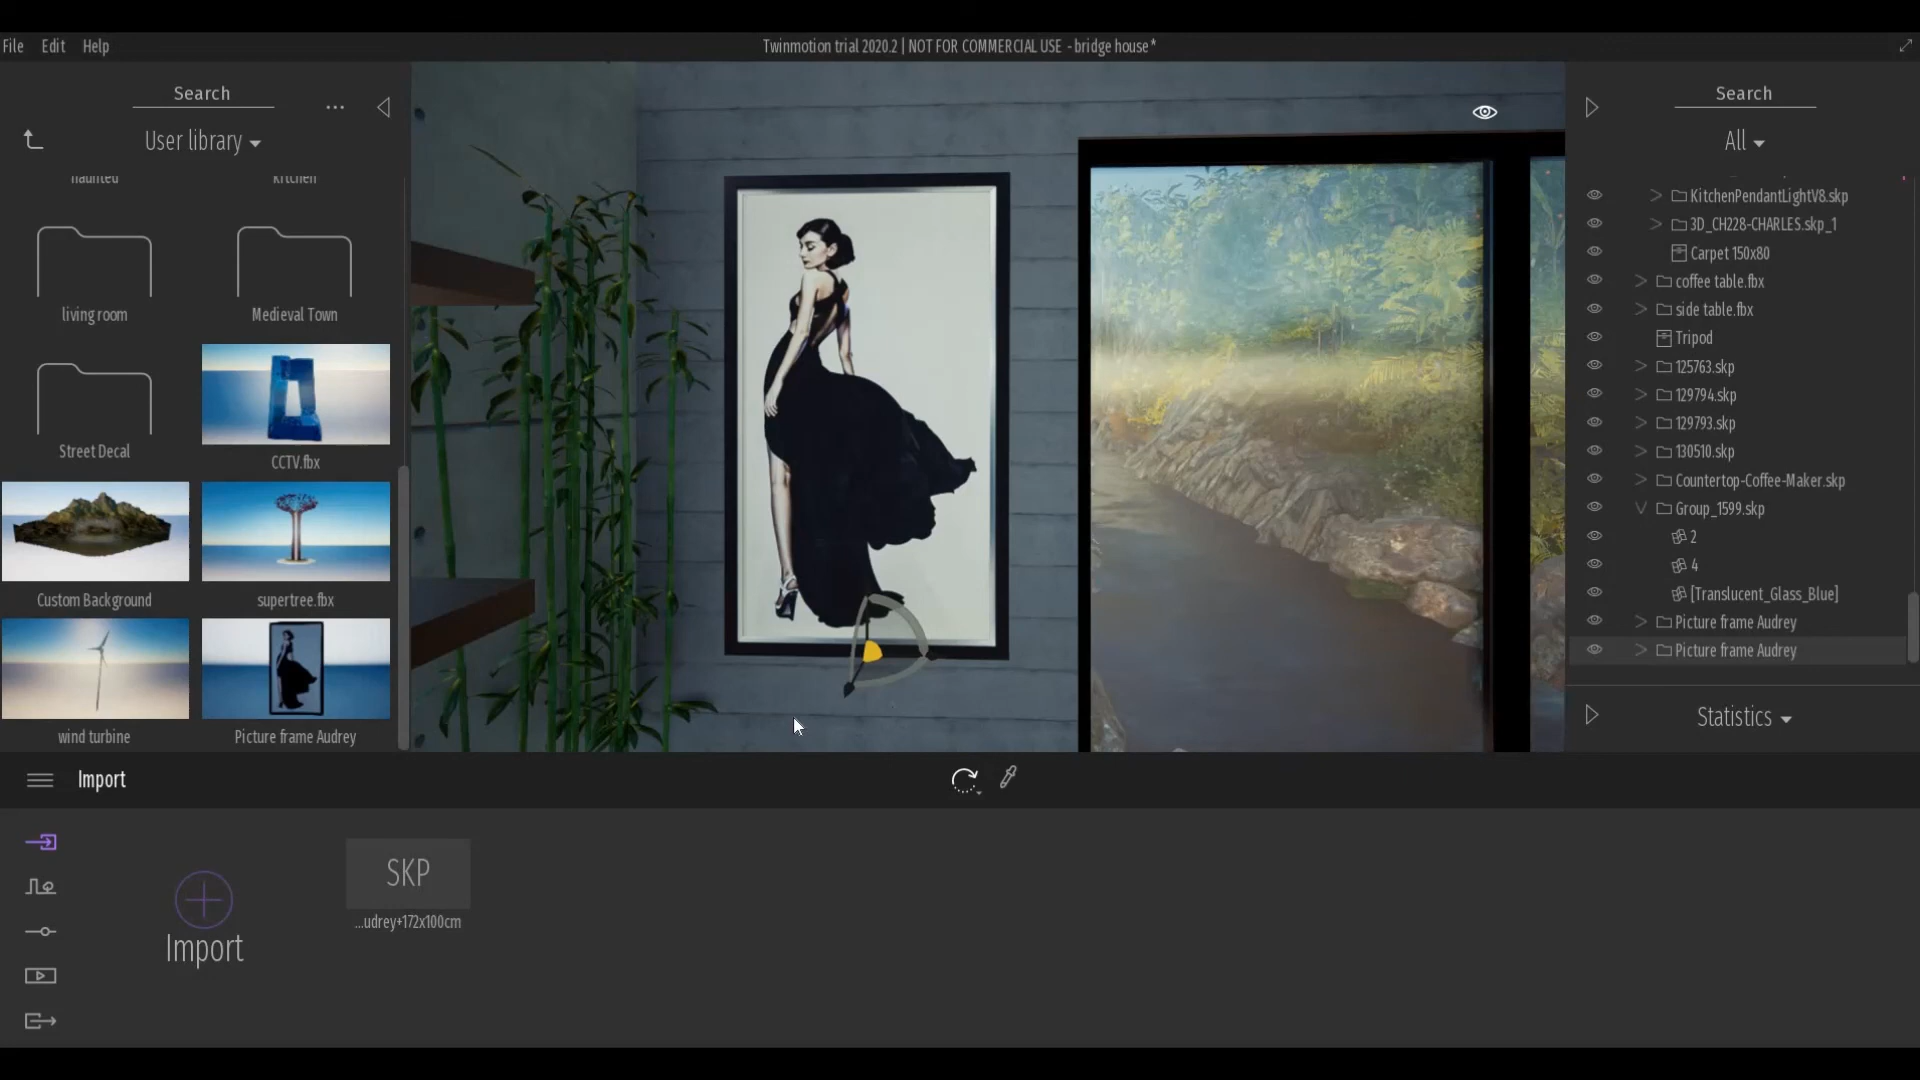 File Edit Help
Twinmotion trial 2020.2 | NOT FOR COMMERCIAL USE - bridge house*
Search
...
User library
haunted
kitchen
living room
Medieval Town
Street Decal
CCTV.fbx
Custom Background
supertree.fbx
wind turbine
Picture frame Audrey
Search
All
KitchenPendantLightV8.skp
3D_CH228-CHARLES.skp_1
Carpet 150x80
coffee table.fbx
side table.fbx
Tripod
125763.skp
129794.skp
129793.skp
130510.skp
Countertop-Coffee-Maker.skp
Group_1599.skp
2
4
[Translucent_Glass_Blue]
Picture frame Audrey
Picture frame Audrey
Statistics
Import
Import
SKP
...udrey+172x100cm